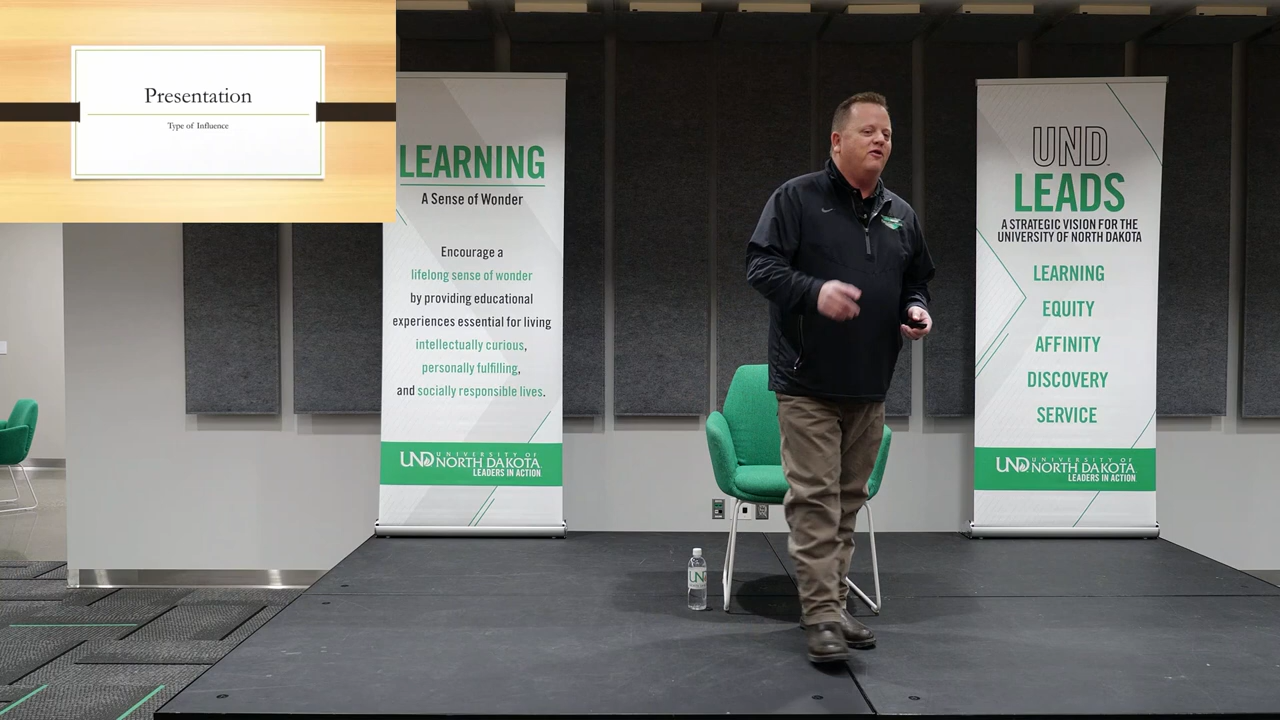 Presentation
Type of Influence
LEARNING
A Sense of Wonder
Encourage a
lifelong sense of wonder
by providing educational
experiences essential for living
intellectually curious,
personally fulfilling,
and socially responsible lives.
UND UNIVERSITY OF
NORTH DAKOTA
LEADERS IN ACTION
UND
LEADS
A STRATEGIC VISION FOR THE
UNIVERSITY OF NORTH DAKOTA
LEARNING
EQUITY
AFFINITY
DISCOVERY
SERVICE
UND UNIVERSITY OF
NORTH DAKOTA
LEADERS IN ACTION
UND